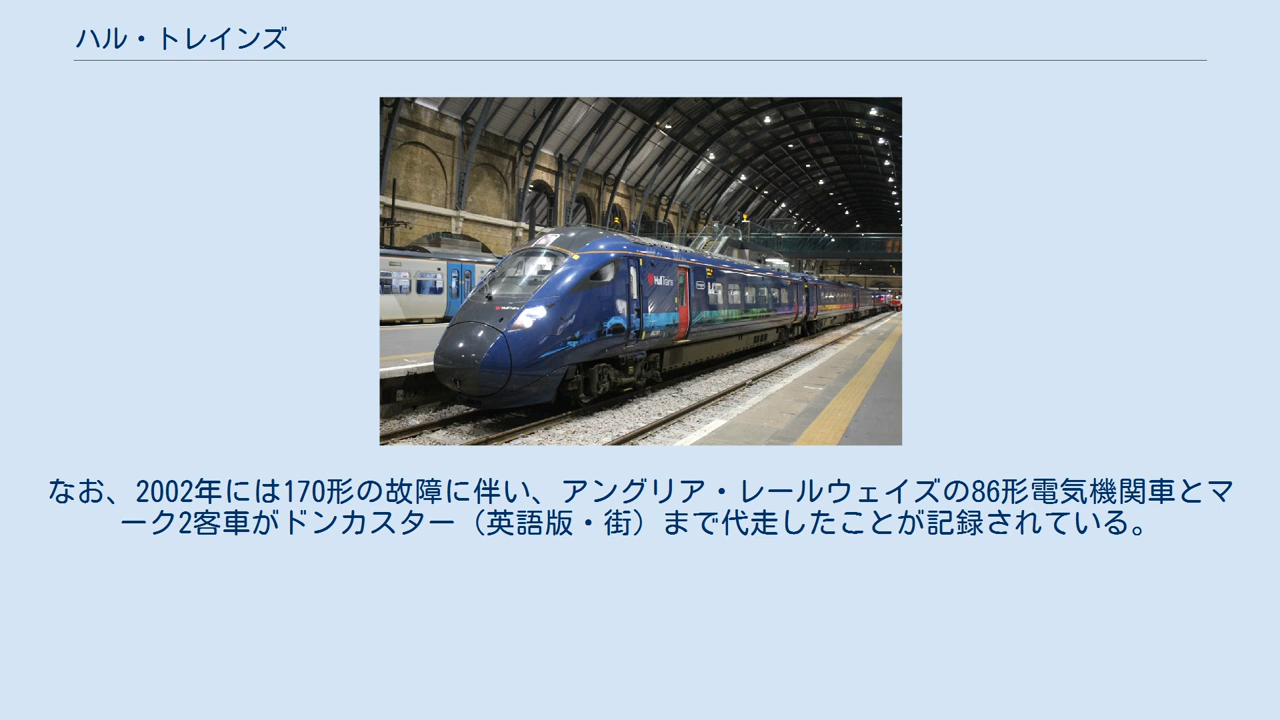 ハル・トレインズ
Hull Trains
なお、2002年には170形の故障に伴い、アングリア・レールウェイズの86形電気機関車とマ
ーク2客車がドンカスター（英語版・街）まで代走したことが記録されている。